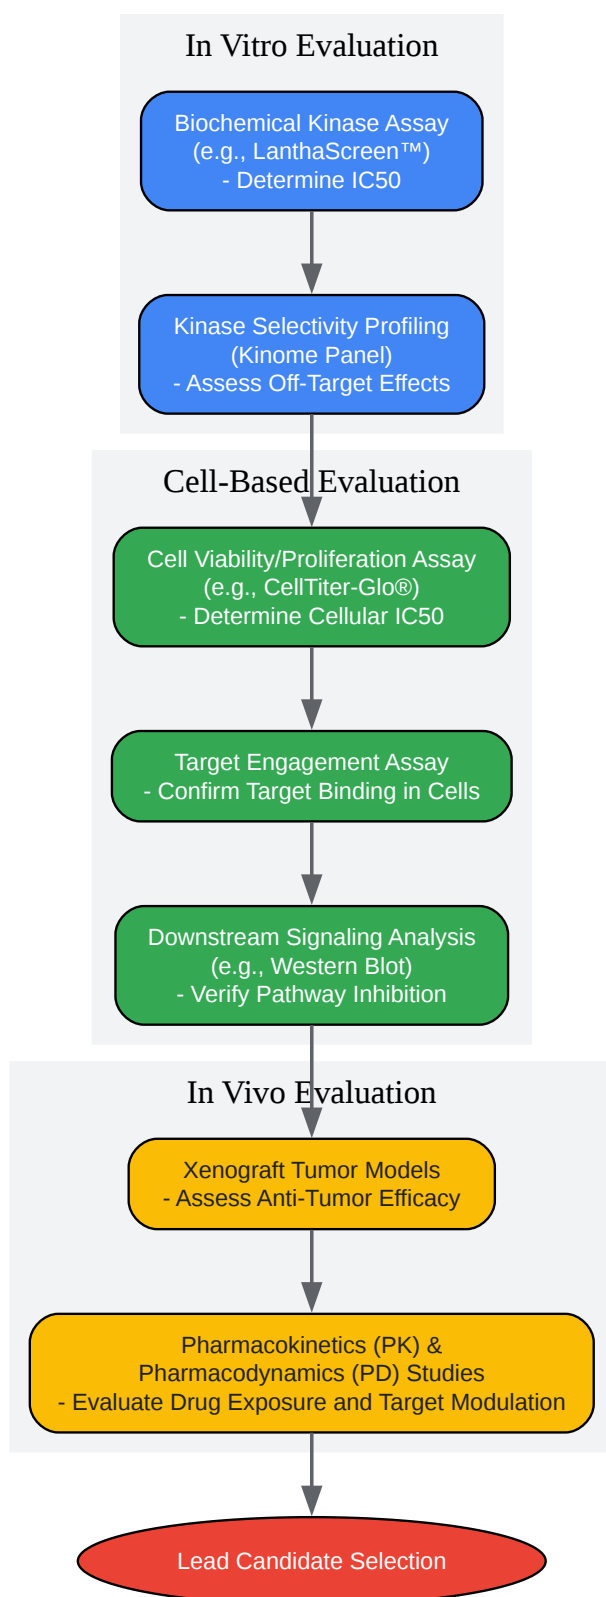 In Vitro Evaluation
Biochemical Kinase Assay
(e.g., LanthaScreen™)
- Determine IC50
Kinase Selectivity Profiling
(Kinome Panel)
- Assess Off-Target Effects
Cell-Based Evaluation
Cell Viability/Proliferation Assay
(e.g., CellTiter-Glo®)
- Determine Cellular IC50
Target Engagement Assay
- Confirm Target Binding in Cells
Downstream Signaling Analysis
(e.g., Western Blot)
- Verify Pathway Inhibition
In Vivo Evaluation
Xenograft Tumor Models
- Assess Anti-Tumor Efficacy
Pharmacokinetics (PK) &
Pharmacodynamics (PD) Studies
- Evaluate Drug Exposure and Target Modulation
Lead Candidate Selection